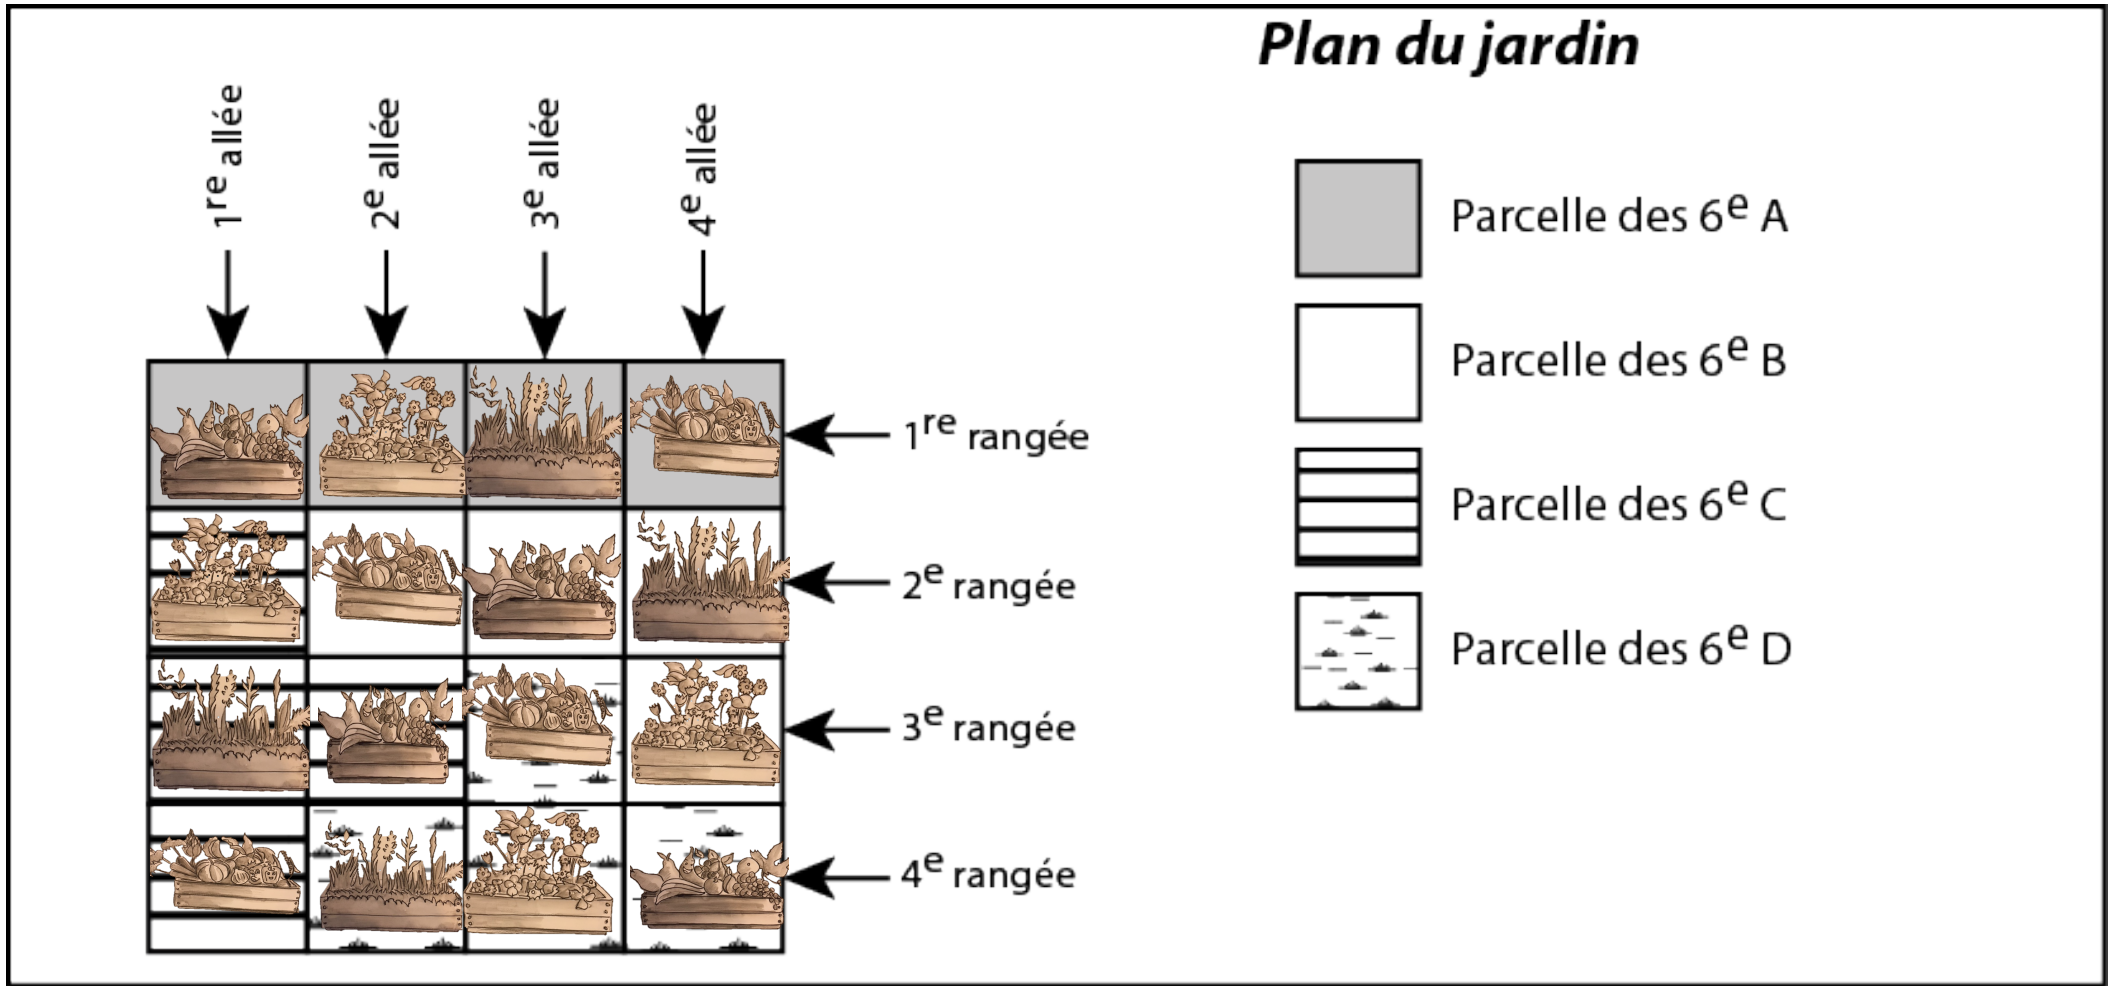 Plan du jardin
1re allée
2e allée
3e allée
4e allée
1re rangée
2e rangée
3e rangée
4e rangée
Parcelle des 6e A
Parcelle des 6e B
Parcelle des 6e C
Parcelle des 6e D